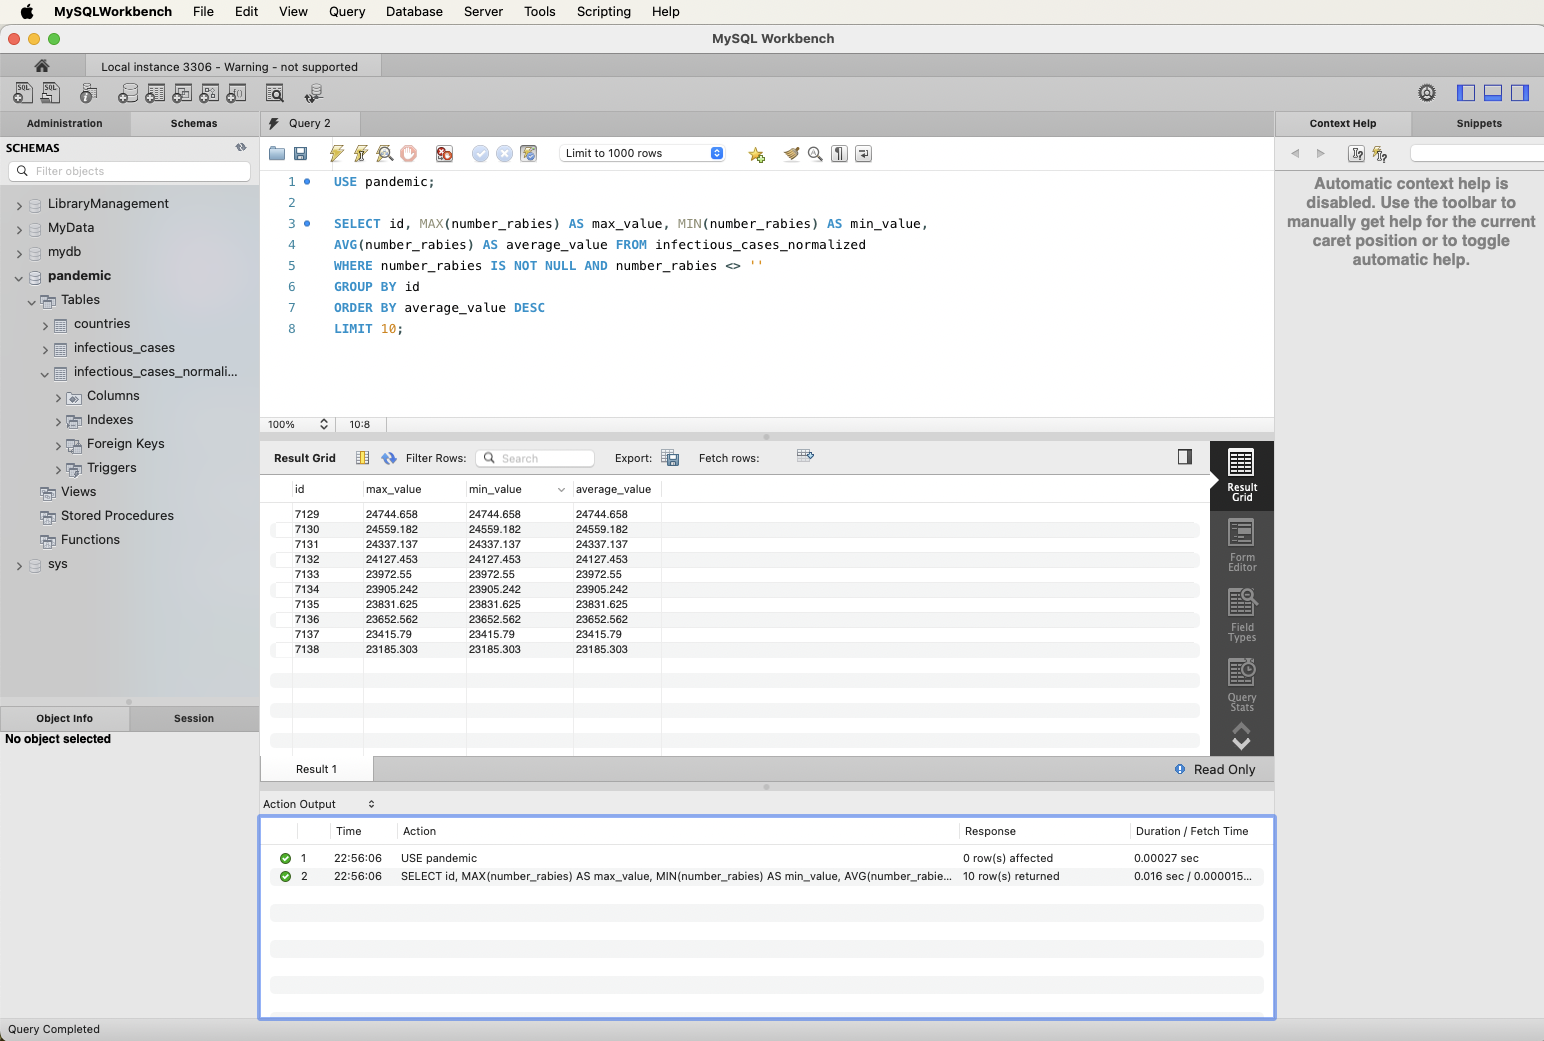 MySQLWorkbench File Edit View Query Database Server Tools Scripting Help
MySQL Workbench
Local instance 3306 - Warning - not supported
Administration Schemas
SCHEMAS
Filter objects
LibraryManagement
MyData
mydb
pandemic
Tables
countries
infectious_cases
infectious_cases_normali...
Columns
Indexes
Foreign Keys
Triggers
Views
Stored Procedures
Functions
sys
Object Info Session
No object selected
Query 2
Limit to 1000 rows
1 USE pandemic;
2
3 SELECT id, MAX(number_rabies) AS max_value, MIN(number_rabies) AS min_value,
4 AVG(number_rabies) AS average_value FROM infectious_cases_normalized
5 WHERE number_rabies IS NOT NULL AND number_rabies <> ''
6 GROUP BY id
7 ORDER BY average_value DESC
8 LIMIT 10;
100% 10:8
Result Grid Filter Rows: Search Export: Fetch rows:
id max_value min_value average_value
7129 24744.658 24744.658 24744.658
7130 24559.182 24559.182 24559.182
7131 24337.137 24337.137 24337.137
7132 24127.453 24127.453 24127.453
7133 23972.55 23972.55 23972.55
7134 23905.242 23905.242 23905.242
7135 23831.625 23831.625 23831.625
7136 23652.562 23652.562 23652.562
7137 23415.79 23415.79 23415.79
7138 23185.303 23185.303 23185.303
Result
Grid
Form
Editor
Field
Types
Query
Stats
Result 1 Read Only
Action Output
Time Action Response Duration / Fetch Time
1 22:56:06 USE pandemic 0 row(s) affected 0.00027 sec
2 22:56:06 SELECT id, MAX(number_rabies) AS max_value, MIN(number_rabies) AS min_value, AVG(number_rabie... 10 row(s) returned 0.016 sec / 0.000015...
Context Help Snippets
Automatic context help is
disabled. Use the toolbar to
manually get help for the current
caret position or to toggle
automatic help.
Query Completed